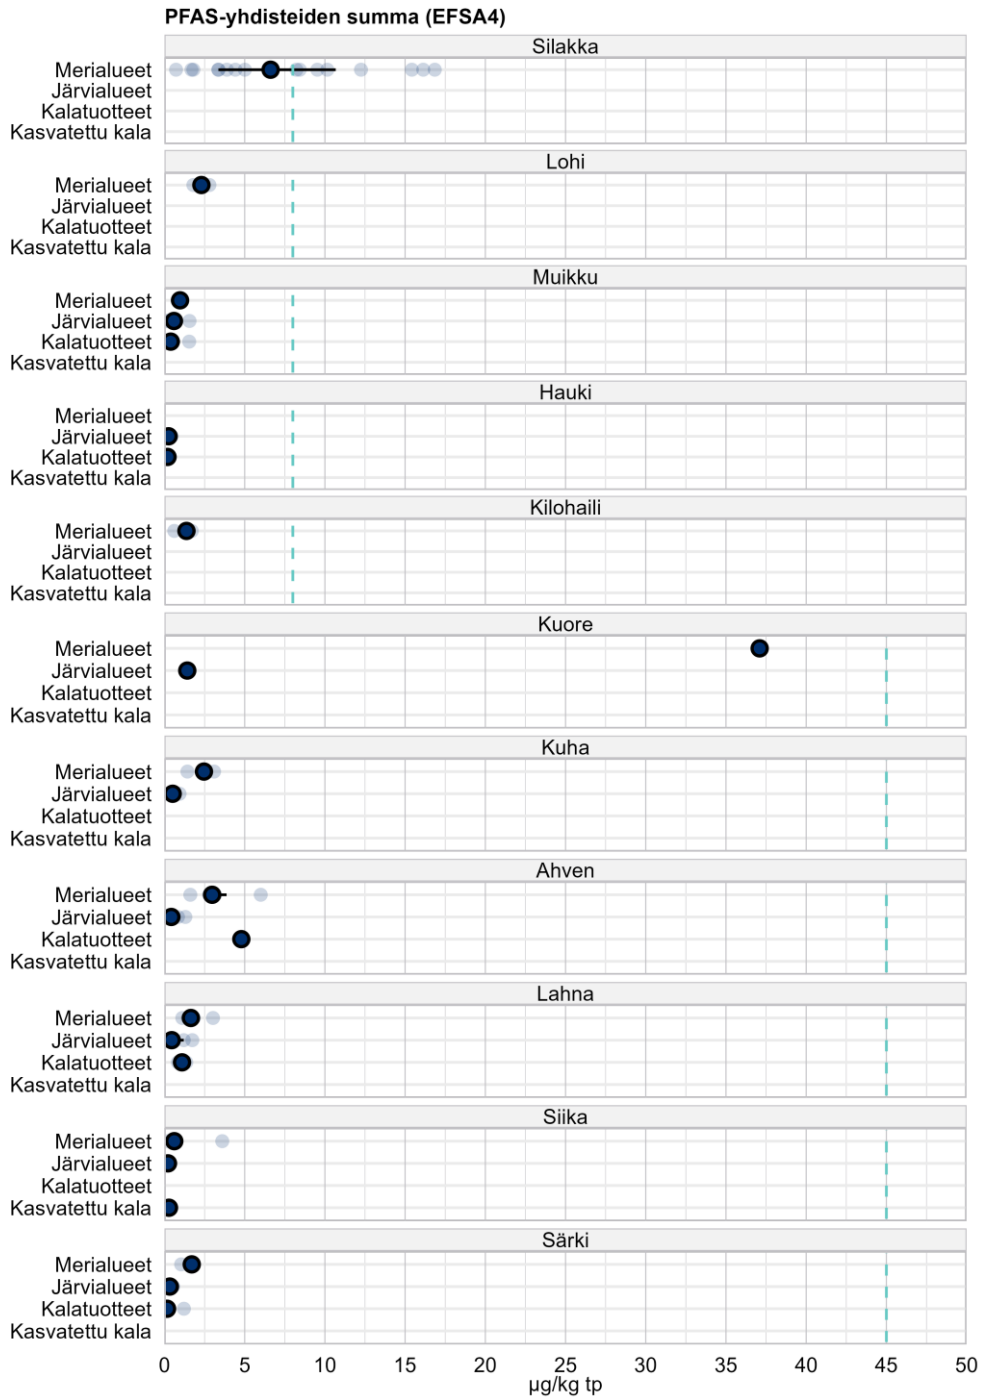 PFAS-yhdisteiden summa (EFSA4)
Silakka
Merialueet
Järvialueet
Kalatuotteet
Kasvatettu kala
Lohi
Merialueet
Järvialueet
Kalatuotteet
Kasvatettu kala
Muikku
Merialueet
Järvialueet
Kalatuotteet
Kasvatettu kala
Hauki
Merialueet
Järvialueet
Kalatuotteet
Kasvatettu kala
Kilohaili
Merialueet
Järvialueet
Kalatuotteet
Kasvatettu kala
Kuore
Merialueet
Järvialueet
Kalatuotteet
Kasvatettu kala
Kuha
Merialueet
Järvialueet
Kalatuotteet
Kasvatettu kala
Ahven
Merialueet
Järvialueet
Kalatuotteet
Kasvatettu kala
Lahna
Merialueet
Järvialueet
Kalatuotteet
Kasvatettu kala
Siika
Merialueet
Järvialueet
Kalatuotteet
Kasvatettu kala
Särki
Merialueet
Järvialueet
Kalatuotteet
Kasvatettu kala
0 5 10 15 20 25 30 35 40 45 50
µg/kg tp